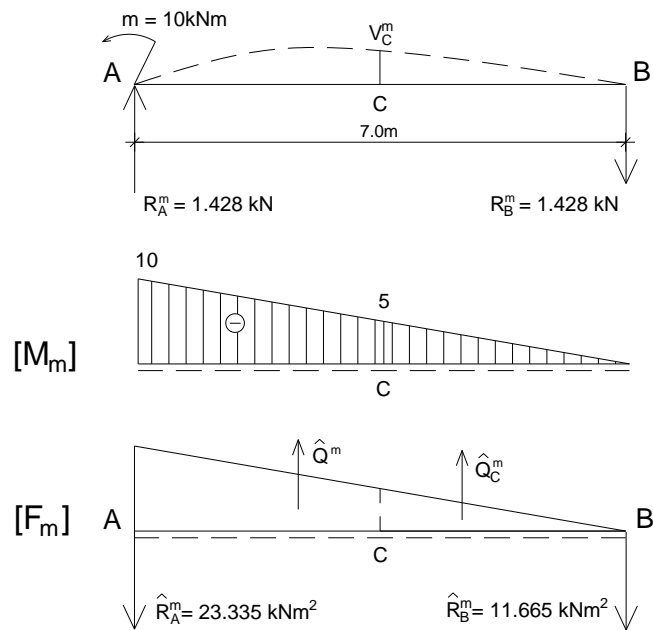 m = 10kNm
V_C^m
A B
C
7.0m
R_A^m = 1.428 kN R_B^m = 1.428 kN
10
5
−
[M_m]
C
Q̂^m
Q̂_C^m
[F_m] A B
C
R̂_A^m = 23.335 kNm² R̂_B^m = 11.665 kNm²